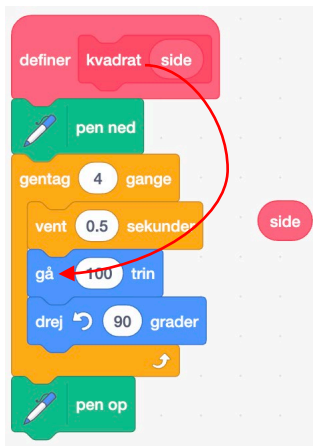 definer kvadrat side
pen ned
gentag 4 gange
vent 0.5 sekunder
side
gå 100 trin
drej 90 grader
pen op